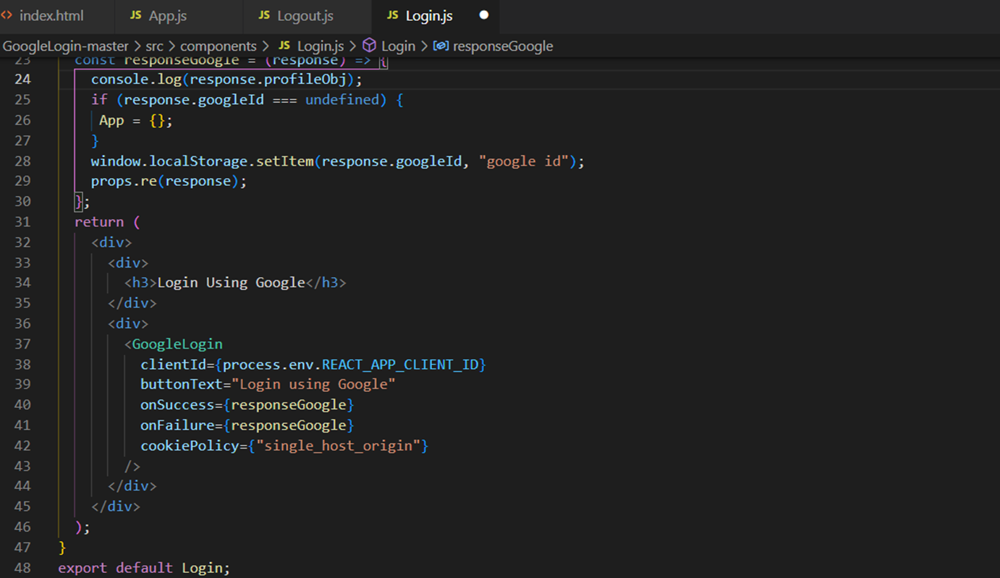 <> index.html JS App.js JS Logout.js JS Login.js
GoogleLogin-master > src > components > JS Login.js > Login > responseGoogle
23 const responseGoogle = (response) => {
24 console.log(response.profileObj);
25 if (response.googleId === undefined) {
26 App = {};
27 }
28 window.localStorage.setItem(response.googleId, "google id");
29 props.re(response);
30 };
31 return (
32 <div>
33 <div>
34 <h3>Login Using Google</h3>
35 </div>
36 <div>
37 <GoogleLogin
38 clientId={process.env.REACT_APP_CLIENT_ID}
39 buttonText="Login using Google"
40 onSuccess={responseGoogle}
41 onFailure={responseGoogle}
42 cookiePolicy={"single_host_origin"}
43 />
44 </div>
45 </div>
46 );
47 }
48 export default Login;